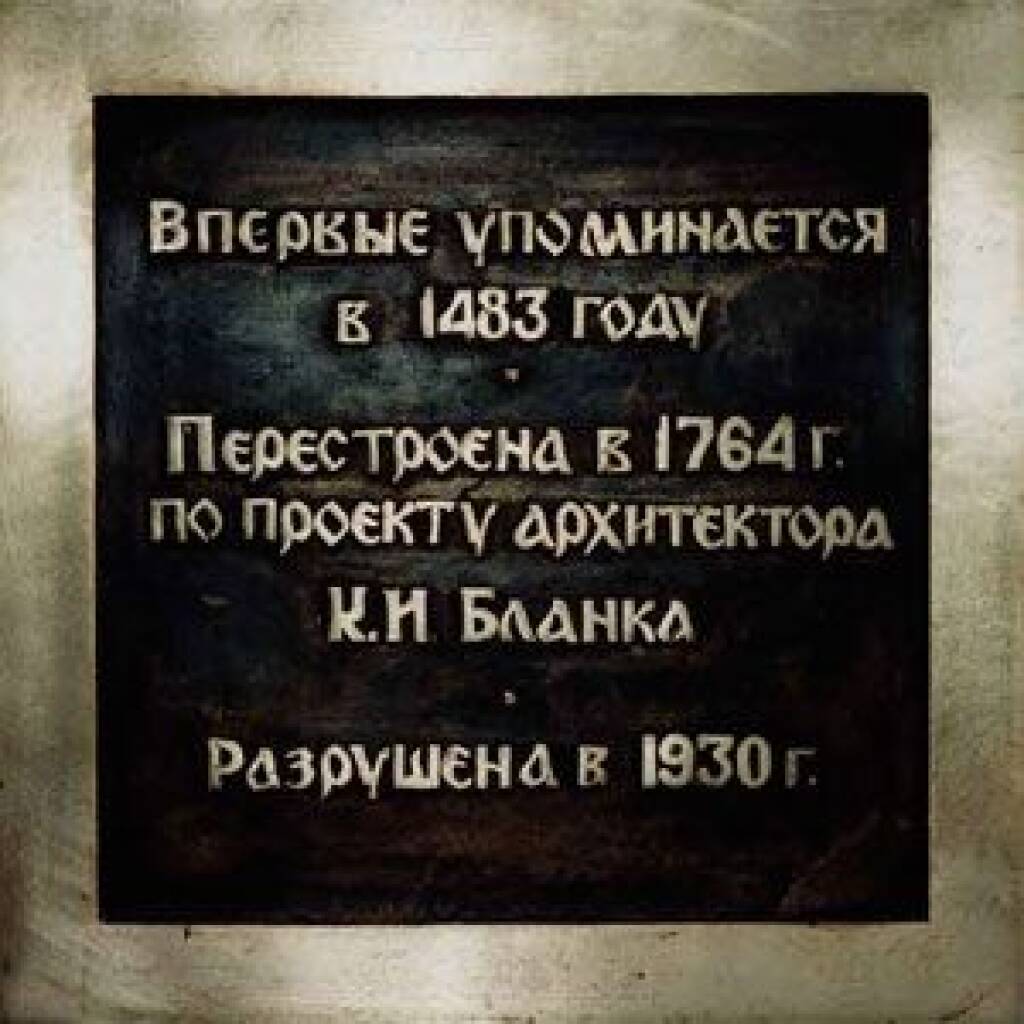 Впервые упоминается
в 1483 году
Перестроена в 1764 г.
по проекту архитектора
К.И Бланка
Разрушена в 1930 г.